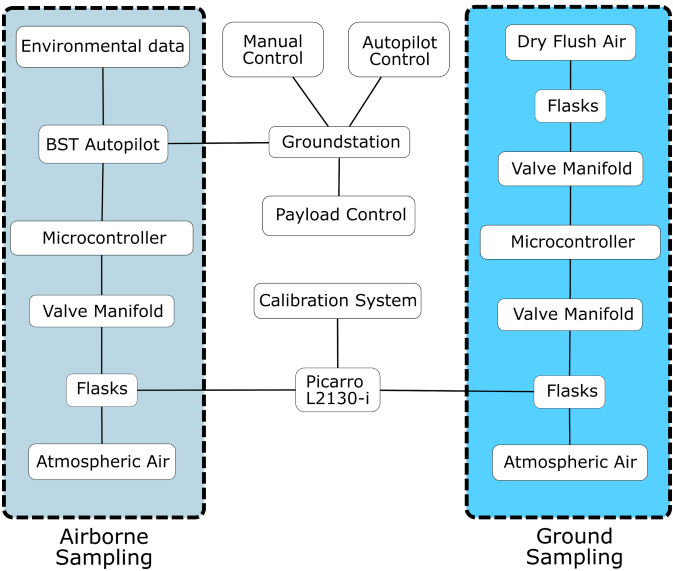 Environmental data
BST Autopilot
Microcontroller
Valve Manifold
Flasks
Atmospheric Air
Airborne
Sampling
Manual
Control
Autopilot
Control
Groundstation
Payload Control
Calibration System
Picarro
L2130-i
Dry Flush Air
Flasks
Valve Manifold
Microcontroller
Valve Manifold
Flasks
Atmospheric Air
Ground
Sampling